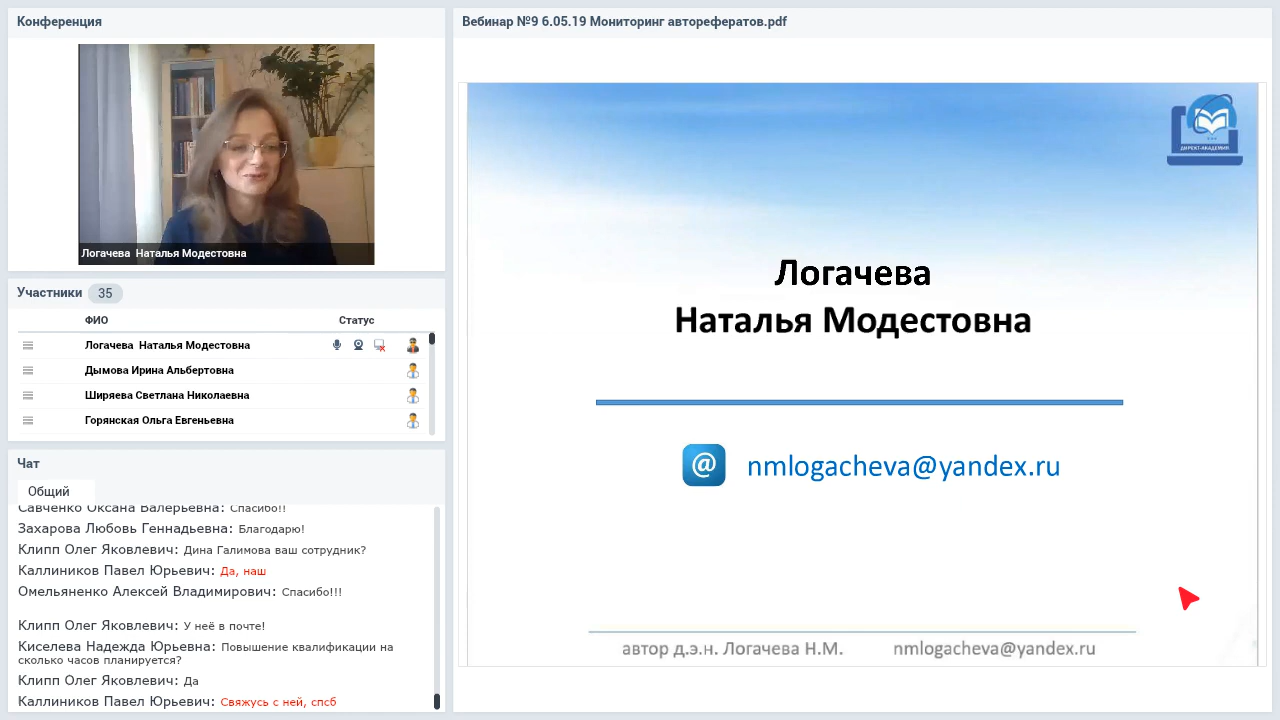 Конференция
Логачева  Наталья Модестовна
Участники 35
ФИО Статус
Логачева  Наталья Модестовна
Дымова Ирина Альбертовна
Ширяева Светлана Николаевна
Горянская Ольга Евгеньевна
Чат
Общий
Савченко Оксана Валерьевна: Спасибо!!
Захарова Любовь Геннадьевна: Благодарю!
Клипп Олег Яковлевич: Дина Галимова ваш сотрудник?
Каллиников Павел Юрьевич: Да, наш
Омельяненко Алексей Владимирович: Спасибо!!!
Клипп Олег Яковлевич: У неё в почте!
Киселева Надежда Юрьевна: Повышение квалификации на
сколько часов планируется?
Клипп Олег Яковлевич: Да
Каллиников Павел Юрьевич: Свяжусь с ней, спсб
Вебинар №9 6.05.19 Мониторинг авторефератов.pdf
ДИРЕКТ-АКАДЕМИЯ
Логачева
Наталья Модестовна
@ nmlogacheva@yandex.ru
автор д.э.н. Логачева Н.М. nmlogacheva@yandex.ru